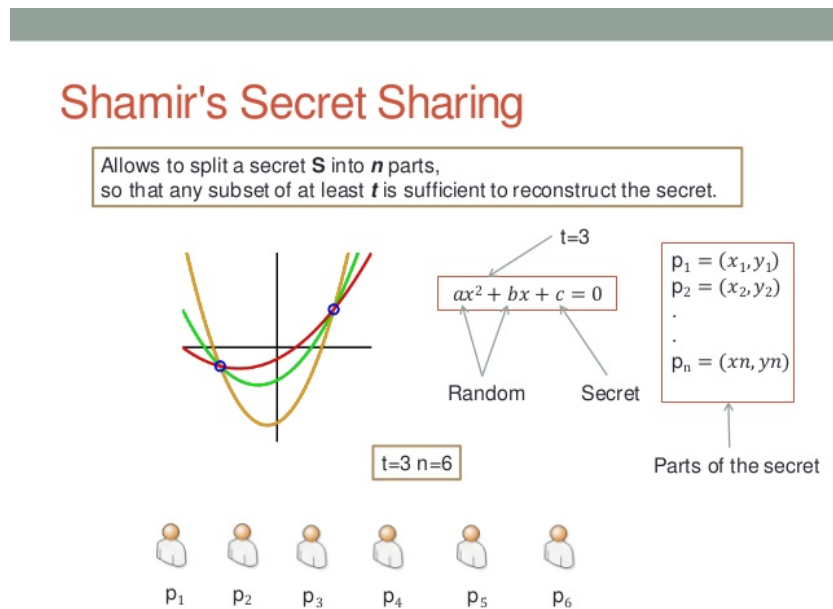 Shamir's Secret Sharing
Allows to split a secret S into n parts,
so that any subset of at least t is sufficient to reconstruct the secret.
t=3
ax² + bx + c = 0
Random
Secret
p₁ = (x₁, y₁)
p₂ = (x₂, y₂)
.
.
pₙ = (xn, yn)
Parts of the secret
t=3 n=6
p₁ p₂ p₃ p₄ p₅ p₆